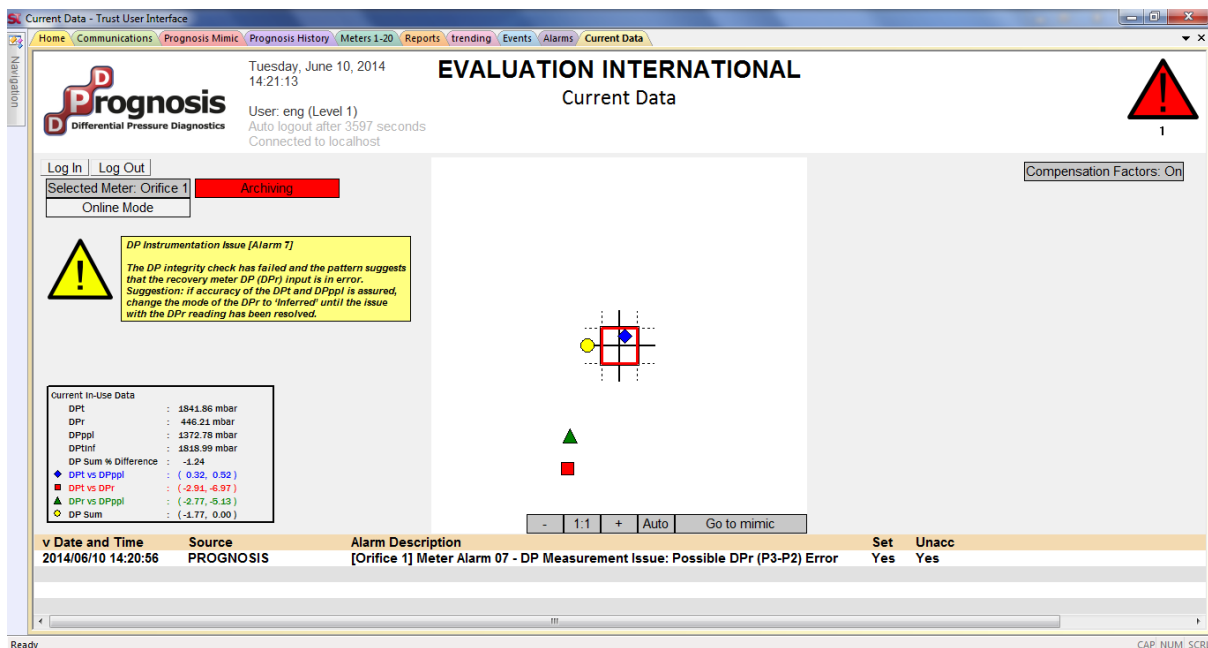 Current Data - Trust User Interface
Home Communications Prognosis Mimic Prognosis History Meters 1-20 Reports trending Events Alarms Current Data
Navigation
D
Prognosis
D Differential Pressure Diagnostics
Tuesday, June 10, 2014
14:21:13
User: eng (Level 1)
Auto logout after 3597 seconds
Connected to localhost
EVALUATION INTERNATIONAL
Current Data
!
1
Log In Log Out
Selected Meter: Orifice 1 Archiving
Online Mode
Compensation Factors: On
!
DP Instrumentation Issue [Alarm 7]
The DP integrity check has failed and the pattern suggests
that the recovery meter DP (DPr) input is in error.
Suggestion: if accuracy of the DPt and DPppl is assured,
change the mode of the DPr to 'Inferred' until the issue
with the DPr reading has been resolved.
Current In-Use Data
DPt : 1841.86 mbar
DPr : 446.21 mbar
DPppl : 1372.78 mbar
DPtInf : 1818.99 mbar
DP Sum % Difference : -1.24
DPt vs DPppl : ( 0.32, 0.52 )
DPt vs DPr : ( -2.91, -6.97 )
DPr vs DPppl : ( -2.77, -5.13 )
DP Sum : ( -1.77, 0.00 )
- 1:1 + Auto Go to mimic
v Date and Time Source Alarm Description Set Unacc
2014/06/10 14:20:56 PROGNOSIS [Orifice 1] Meter Alarm 07 - DP Measurement Issue: Possible DPr (P3-P2) Error Yes Yes
Ready
CAP NUM SCRL